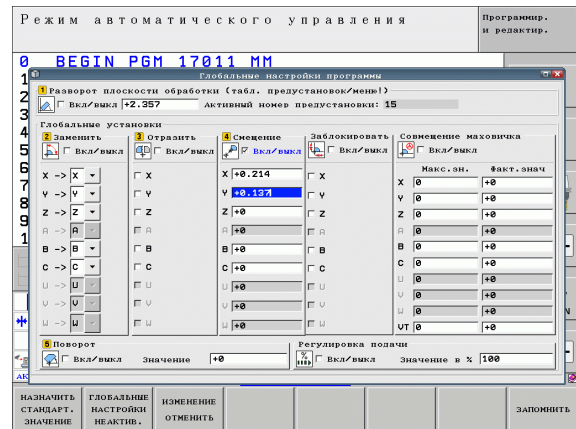 Режим автоматического управления
Программир. и редактир.
0 BEGIN PGM 17011 MM
Глобальные настройки программы
1 Разворот плоскости обработки (табл. предустановок/меню!)
Вкл/выкл +2.357 Активный номер предустановки: 15
Глобальные установки
2 Заменить 3 Отразить 4 Смещение Заблокировать Совмещение маховичка
Вкл/выкл Вкл/выкл Вкл/выкл Вкл/выкл Вкл/выкл
Макс.зн. Факт.знач
X -> X X X +0.214 X X 0 +0
Y -> Y Y Y +0.137 Y Y 0 +0
Z -> Z Z Z +0 Z Z 0 +0
A -> A A A +0 A A 0 +0
B -> B B B +0 B B 0 +0
C -> C C C +0 C C 0 +0
U -> U U U +0 U U 0 +0
V -> V V V +0 V V 0 +0
W -> W W W +0 W W 0 +0
VT 0 +0
5 Поворот Регулировка подачи
Вкл/выкл Значение +0 Вкл/выкл Значение в % 100
НАЗНАЧИТЬ СТАНДАРТ. ЗНАЧЕНИЕ
ГЛОБАЛЬНЫЕ НАСТРОЙКИ НЕАКТИВ.
ИЗМЕНЕНИЕ ОТМЕНИТЬ
ЗАПОМНИТЬ